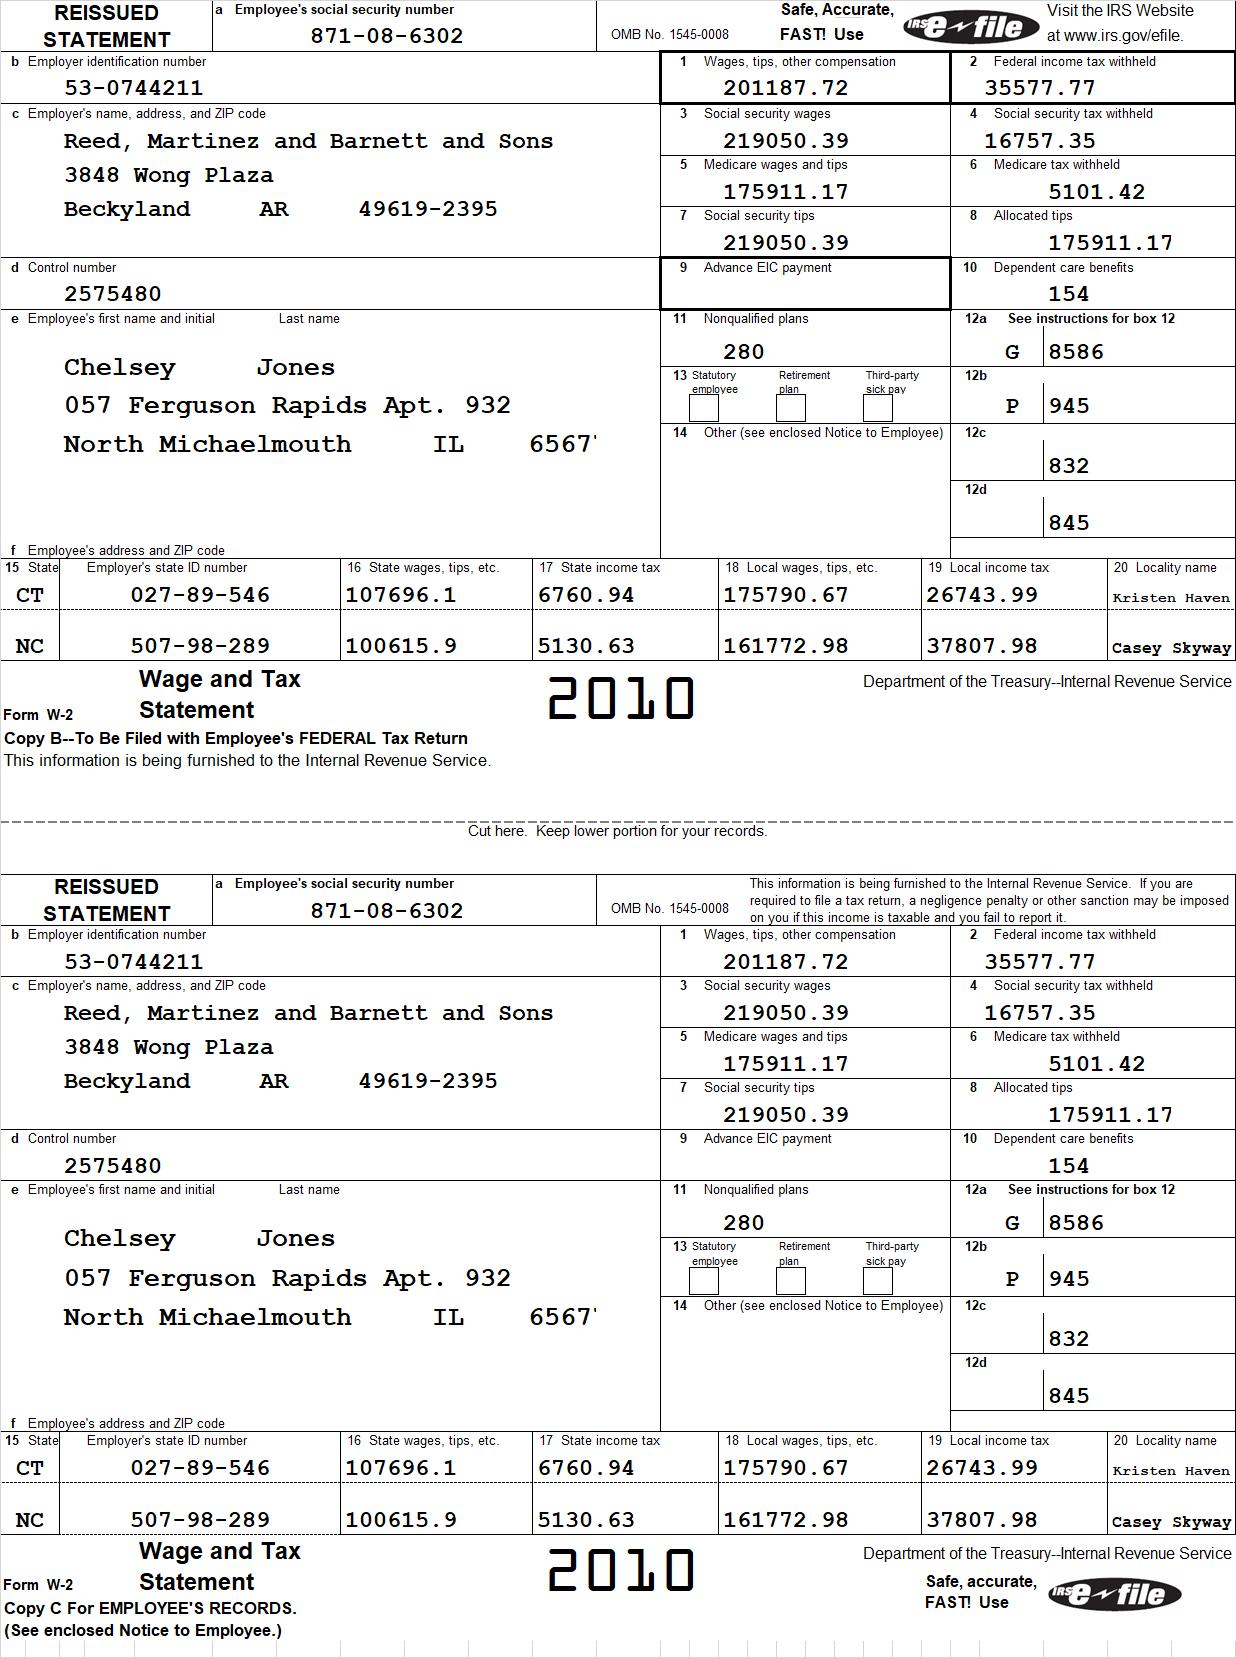 REISSUED STATEMENT
a Employee's social security number
871-08-6302
OMB No. 1545-0008
Safe, Accurate, FAST! Use
IRS e-file
Visit the IRS Website at www.irs.gov/efile.
b Employer identification number
53-0744211
1 Wages, tips, other compensation
201187.72
2 Federal income tax withheld
35577.77
c Employer's name, address, and ZIP code
Reed, Martinez and Barnett and Sons
3848 Wong Plaza
Beckyland AR 49619-2395
3 Social security wages
219050.39
4 Social security tax withheld
16757.35
5 Medicare wages and tips
175911.17
6 Medicare tax withheld
5101.42
7 Social security tips
219050.39
8 Allocated tips
175911.17
d Control number
2575480
9 Advance EIC payment
10 Dependent care benefits
154
e Employee's first name and initial Last name
Chelsey Jones
057 Ferguson Rapids Apt. 932
North Michaelmouth IL 6567
f Employee's address and ZIP code
11 Nonqualified plans
280
12a See instructions for box 12
G 8586
13 Statutory employee Retirement plan Third-party sick pay
12b
P 945
14 Other (see enclosed Notice to Employee)
12c
832
12d
845
15 State Employer's state ID number 16 State wages, tips, etc. 17 State income tax 18 Local wages, tips, etc. 19 Local income tax 20 Locality name
CT 027-89-546 107696.1 6760.94 175790.67 26743.99 Kristen Haven
NC 507-98-289 100615.9 5130.63 161772.98 37807.98 Casey Skyway
Form W-2 Wage and Tax Statement
2010
Department of the Treasury--Internal Revenue Service
Copy B--To Be Filed with Employee's FEDERAL Tax Return
This information is being furnished to the Internal Revenue Service.
Cut here. Keep lower portion for your records.
REISSUED STATEMENT
a Employee's social security number
871-08-6302
OMB No. 1545-0008
This information is being furnished to the Internal Revenue Service. If you are
required to file a tax return, a negligence penalty or other sanction may be imposed
on you if this income is taxable and you fail to report it.
b Employer identification number
53-0744211
1 Wages, tips, other compensation
201187.72
2 Federal income tax withheld
35577.77
c Employer's name, address, and ZIP code
Reed, Martinez and Barnett and Sons
3848 Wong Plaza
Beckyland AR 49619-2395
3 Social security wages
219050.39
4 Social security tax withheld
16757.35
5 Medicare wages and tips
175911.17
6 Medicare tax withheld
5101.42
7 Social security tips
219050.39
8 Allocated tips
175911.17
d Control number
2575480
9 Advance EIC payment
10 Dependent care benefits
154
e Employee's first name and initial Last name
Chelsey Jones
057 Ferguson Rapids Apt. 932
North Michaelmouth IL 6567
f Employee's address and ZIP code
11 Nonqualified plans
280
12a See instructions for box 12
G 8586
13 Statutory employee Retirement plan Third-party sick pay
12b
P 945
14 Other (see enclosed Notice to Employee)
12c
832
12d
845
15 State Employer's state ID number 16 State wages, tips, etc. 17 State income tax 18 Local wages, tips, etc. 19 Local income tax 20 Locality name
CT 027-89-546 107696.1 6760.94 175790.67 26743.99 Kristen Haven
NC 507-98-289 100615.9 5130.63 161772.98 37807.98 Casey Skyway
Form W-2 Wage and Tax Statement
2010
Department of the Treasury--Internal Revenue Service
Safe, accurate, FAST! Use
IRS e-file
Copy C For EMPLOYEE'S RECORDS.
(See enclosed Notice to Employee.)